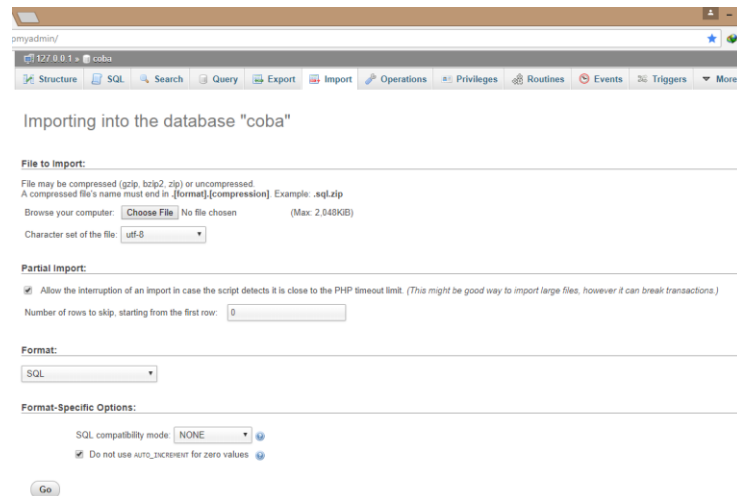 pmyadmin/
127.0.0.1 » coba
Structure SQL Search Query Export Import Operations Privileges Routines Events Triggers More
Importing into the database "coba"
File to Import:
File may be compressed (gzip, bzip2, zip) or uncompressed.
A compressed file's name must end in .[format].[compression]. Example: .sql.zip
Browse your computer: Choose File No file chosen (Max: 2,048KiB)
Character set of the file: utf-8
Partial Import:
Allow the interruption of an import in case the script detects it is close to the PHP timeout limit. (This might be good way to import large files, however it can break transactions.)
Number of rows to skip, starting from the first row: 0
Format:
SQL
Format-Specific Options:
SQL compatibility mode: NONE
Do not use AUTO_INCREMENT for zero values
Go